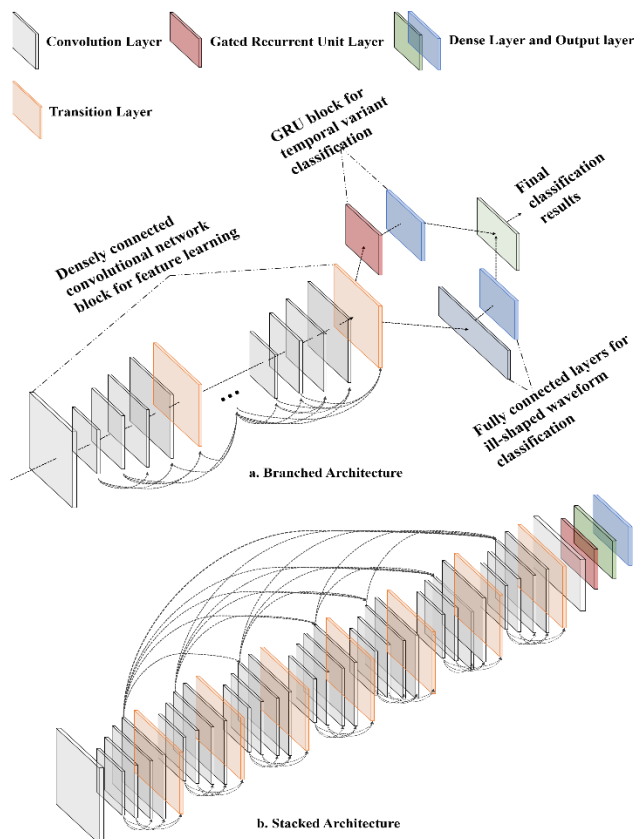 Convolution Layer
Gated Recurrent Unit Layer
Dense Layer and Output layer
Transition Layer
GRU block for
temporal variant
classification
Final
classification
results
Densely connected
convolutional network
block for feature learning
...
Fully connected layers for
ill-shaped waveform
classification
a. Branched Architecture
b. Stacked Architecture